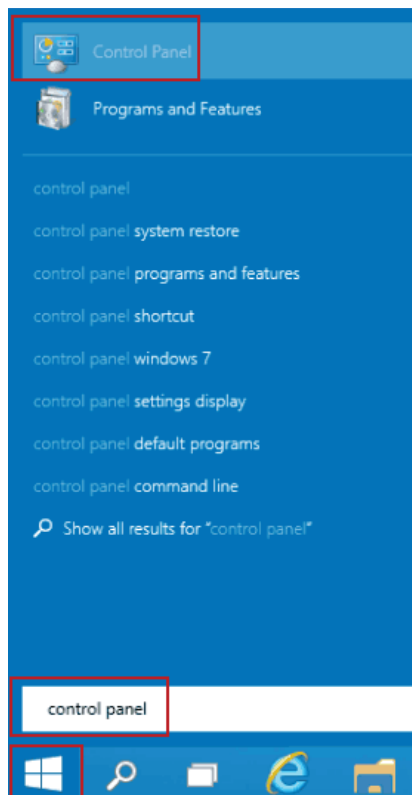 Control Panel
Programs and Features
control panel
control panel system restore
control panel programs and features
control panel shortcut
control panel windows 7
control panel settings display
control panel default programs
control panel command line
Show all results for "control panel"
control panel